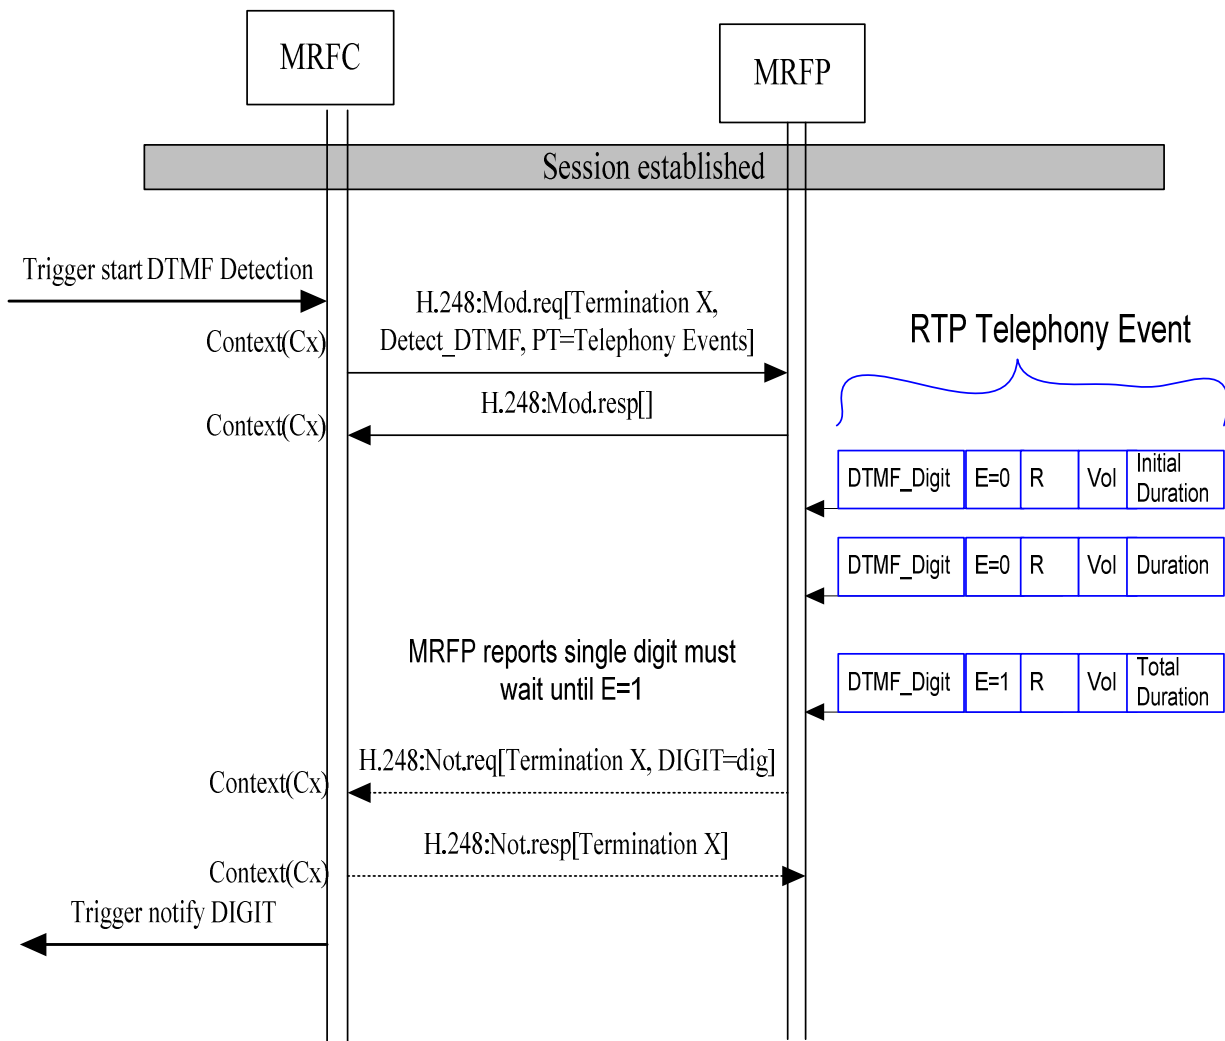 MRFC
MRFP
Session established
Trigger start DTMF Detection
H.248:Mod.req[Termination X,
Detect_DTMF, PT=Telephony Events]
Context(Cx)
RTP Telephony Event
H.248:Mod.resp[]
Context(Cx)
DTMF_Digit E=0 R Vol Initial
Duration
DTMF_Digit E=0 R Vol Duration
MRFP reports single digit must
wait until E=1
DTMF_Digit E=1 R Vol Total
Duration
H.248:Not.req[Termination X, DIGIT=dig]
Context(Cx)
H.248:Not.resp[Termination X]
Context(Cx)
Trigger notify DIGIT